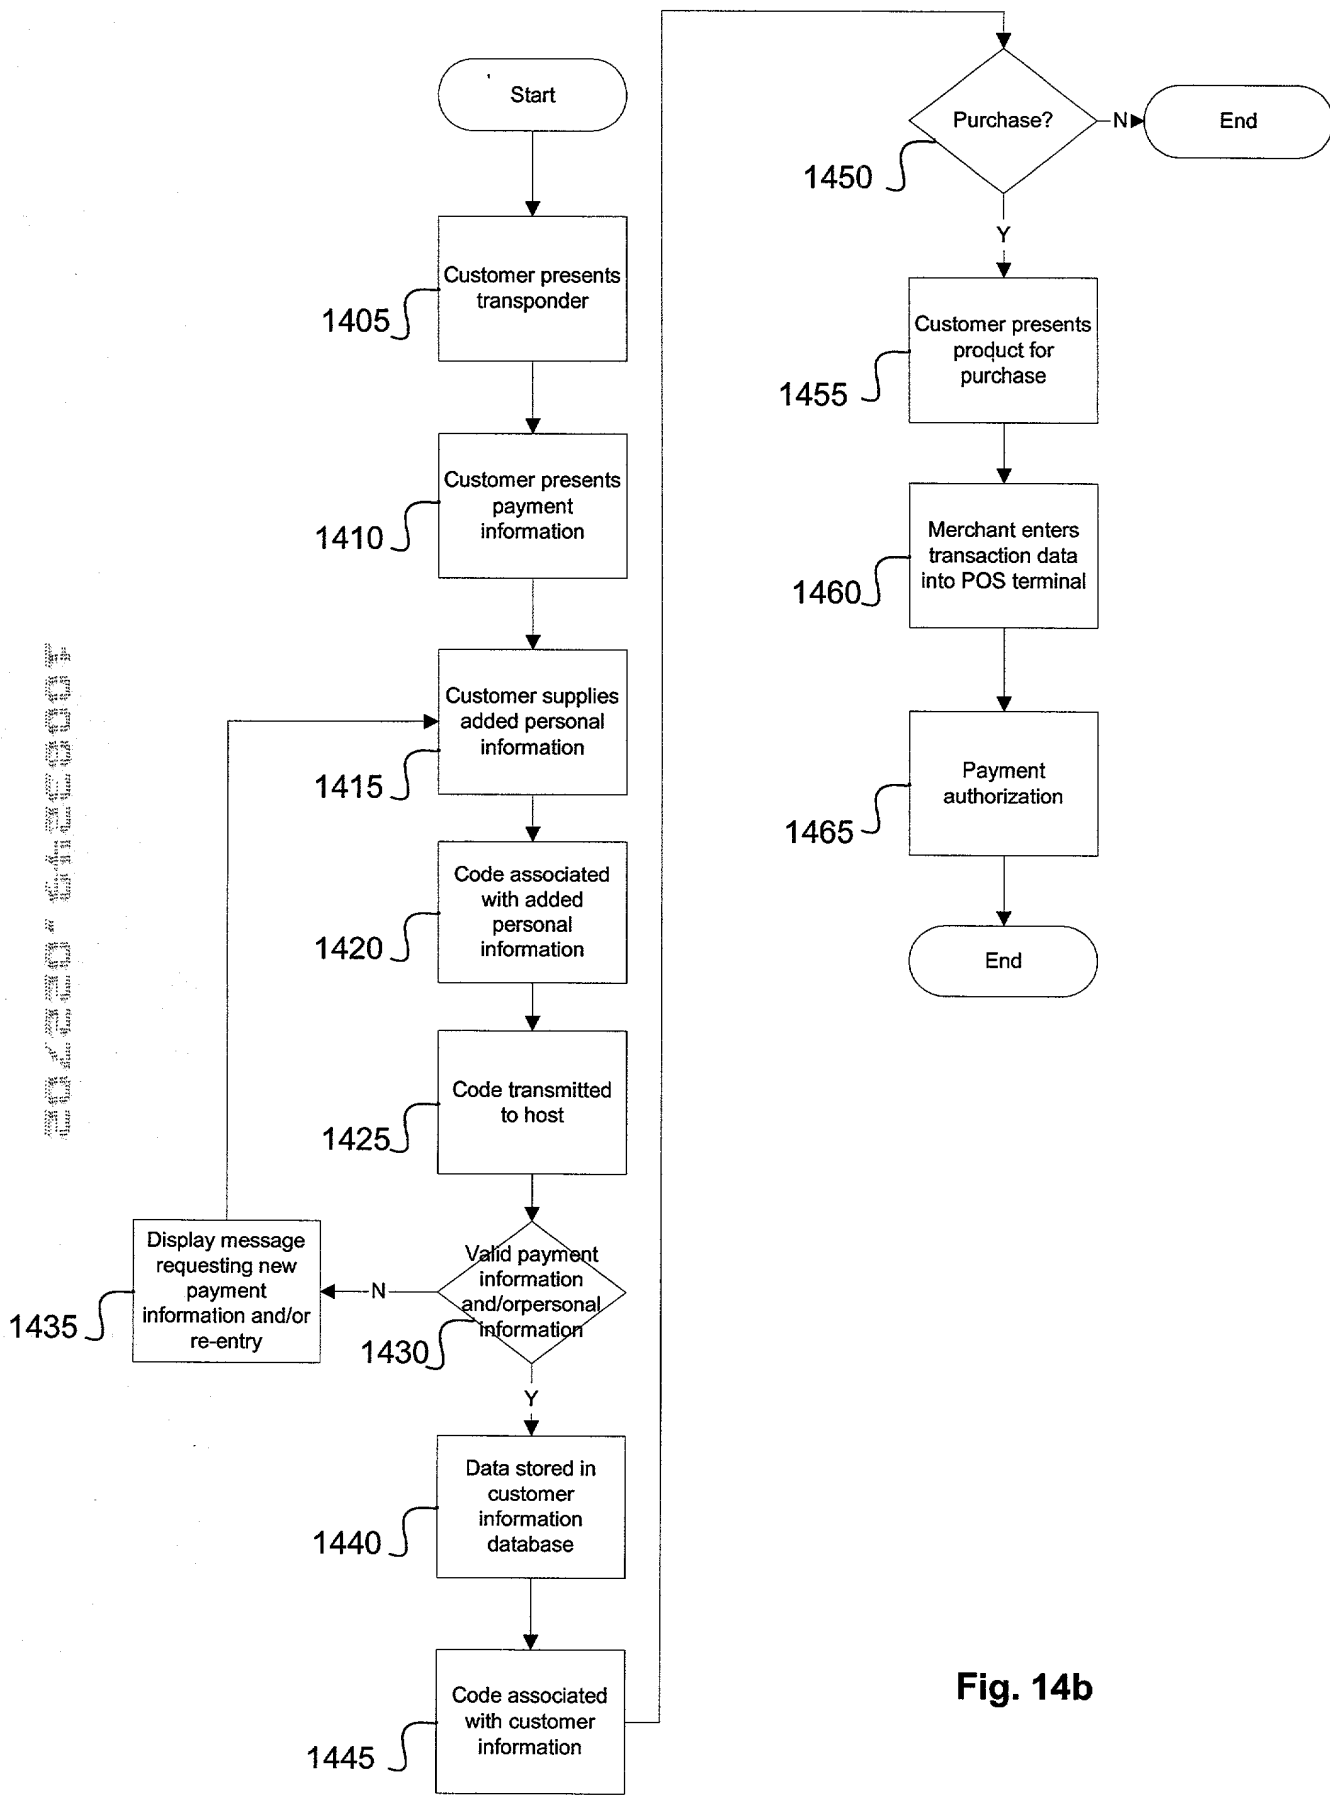 Start
Customer presents
transponder
1405
Customer presents
payment
information
1410
Customer supplies
added personal
information
1415
Code associated
with added
personal
information
1420
Code transmitted
to host
1425
Valid payment
information
and/orpersonal
information
1430
N
Display message
requesting new
payment
information and/or
re-entry
1435
Y
Data stored in
customer
information
database
1440
Code associated
with customer
information
1445
Purchase?
1450
N
End
Y
Customer presents
product for
purchase
1455
Merchant enters
transaction data
into POS terminal
1460
Payment
authorization
1465
End
Fig. 14b